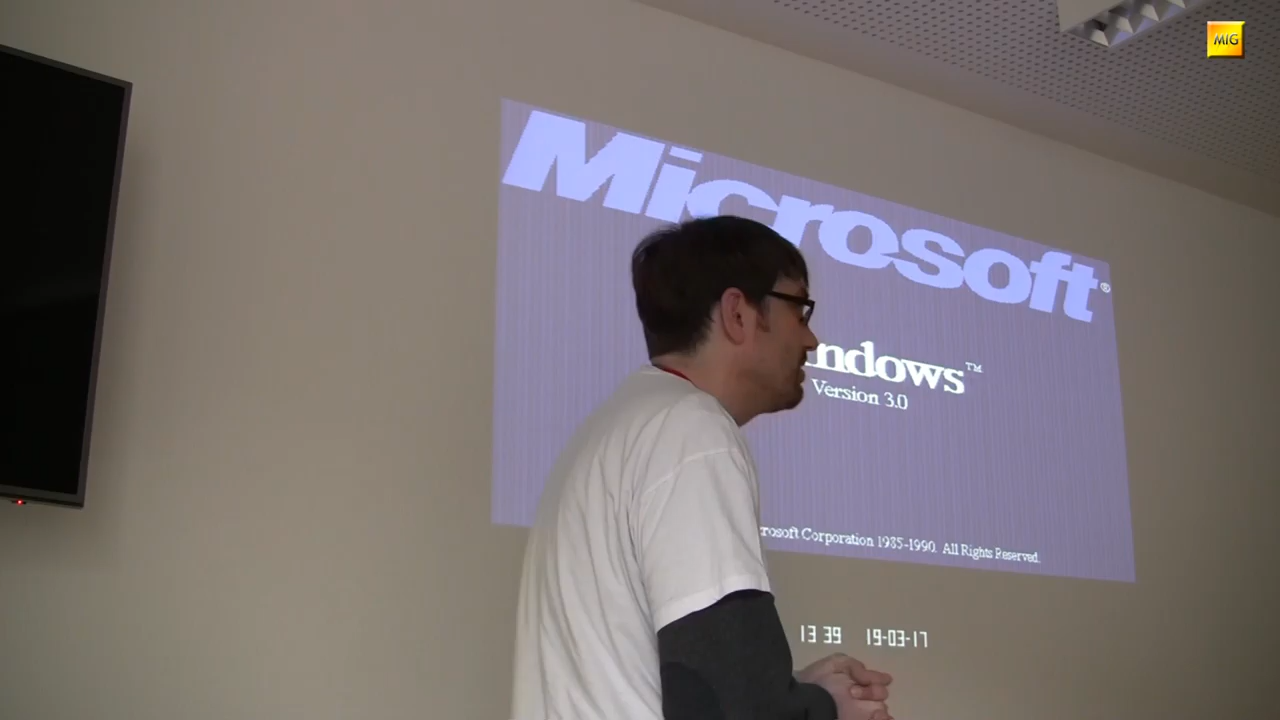 MIG
Microsoft®
ndows™
Version 3.0
rosoft Corporation 1985-1990. All Rights Reserved.
13 39 19-03-17